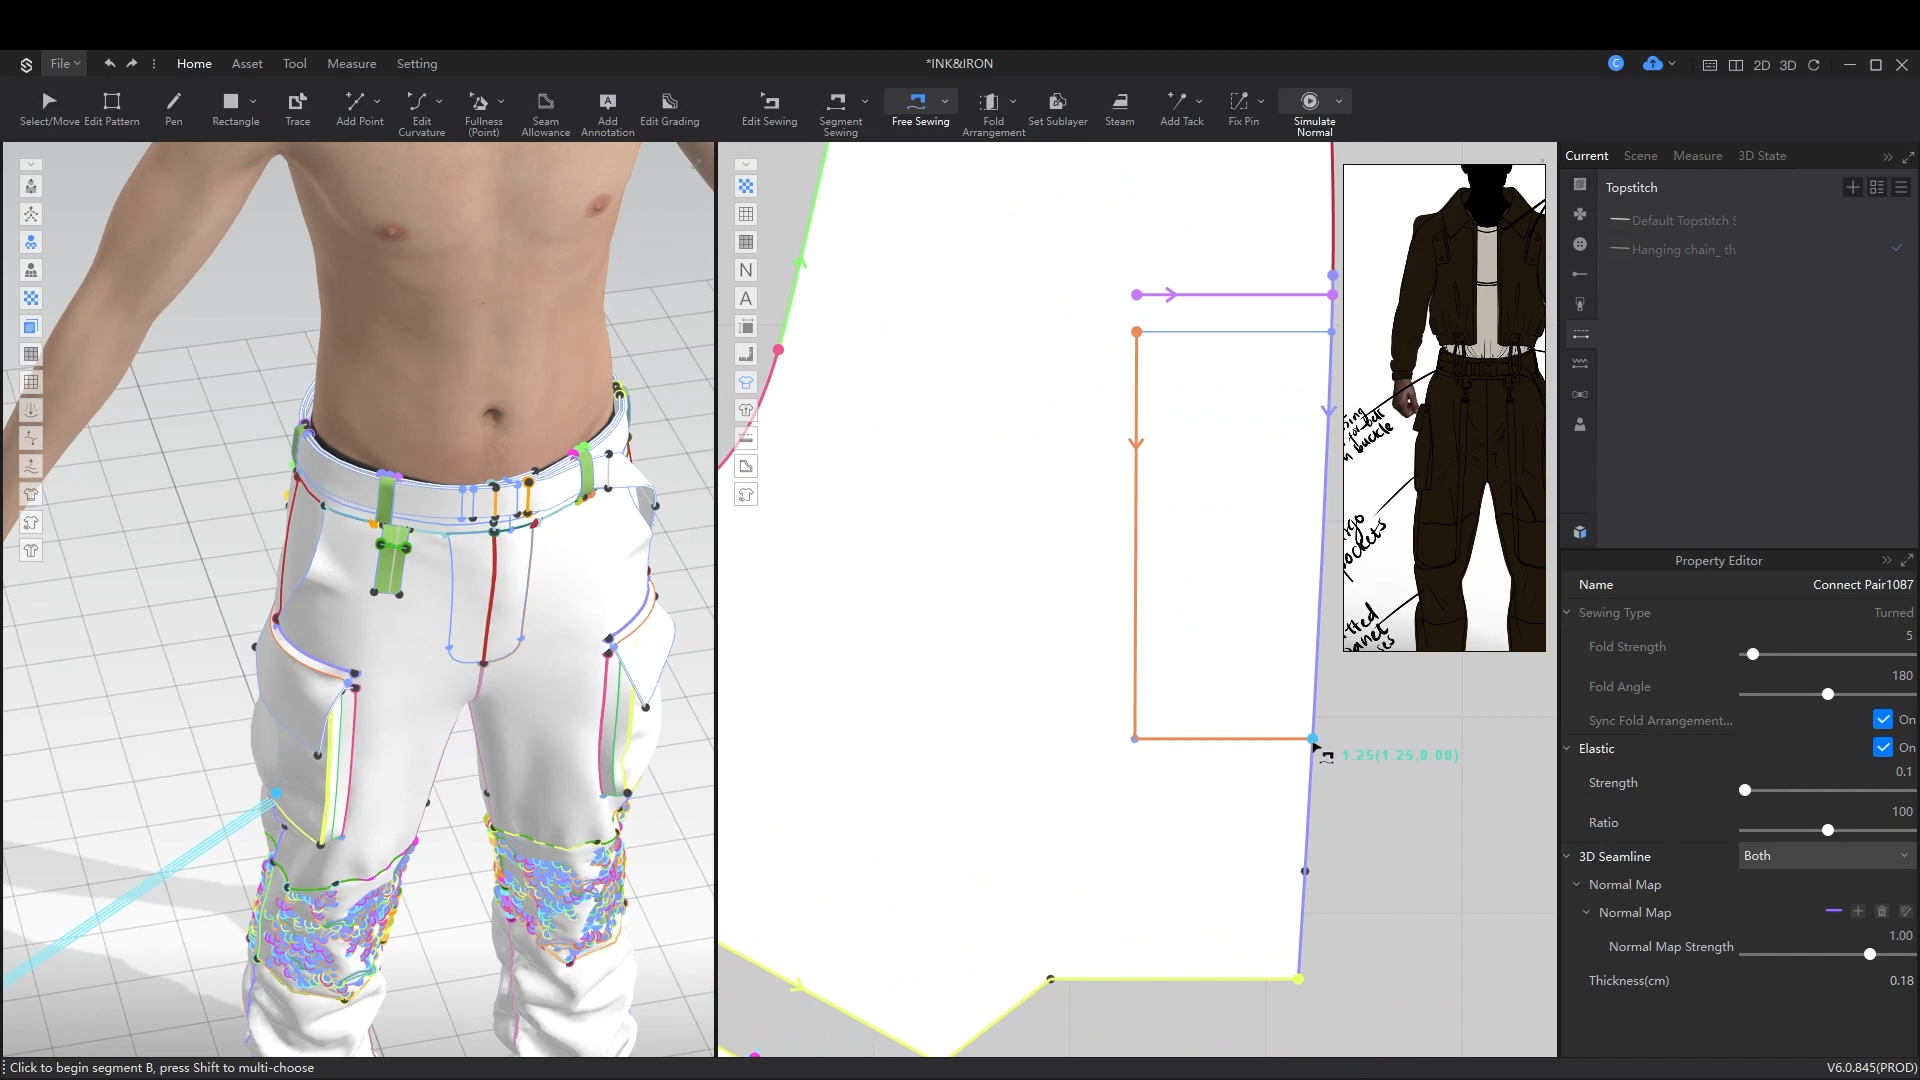 File
Home
Asset
Tool
Measure
Setting
*INK&IRON
C
2D
3D
Select/Move
Edit Pattern
Pen
Rectangle
Trace
Add Point
Edit Curvature
Fullness (Point)
Seam Allowance
Add Annotation
Edit Grading
Edit Sewing
Segment Sewing
Free Sewing
Fold Arrangement
Set Sublayer
Steam
Add Tack
Fix Pin
Simulate Normal
Current
Scene
Measure
3D State
Topstitch
Default Topstitch S
Hanging chain_ th
N
A
for belt
buckle
pockets
1.25(1.25,0.00)
Property Editor
Name
Connect Pair1087
Sewing Type
Turned
5
Fold Strength
180
Fold Angle
Sync Fold Arrangement...
On
Elastic
On
0.1
Strength
100
Ratio
3D Seamline
Both
Normal Map
Normal Map
1.00
Normal Map Strength
Thickness(cm)
0.18
Click to begin segment B, press Shift to multi-choose
V6.0.845(PROD)